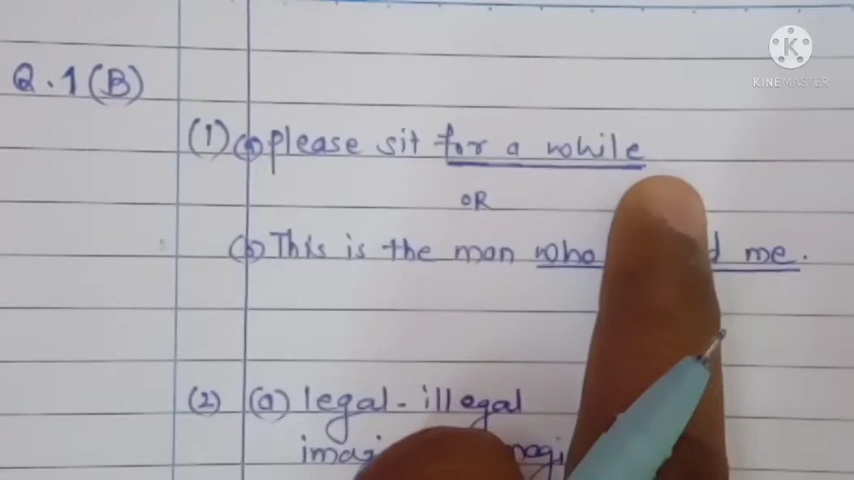 KINEMASTER
Q.1(B)
(1) (a) please sit for a while
OR
(b) This is the man who me.
(2) (a) legal - illegal